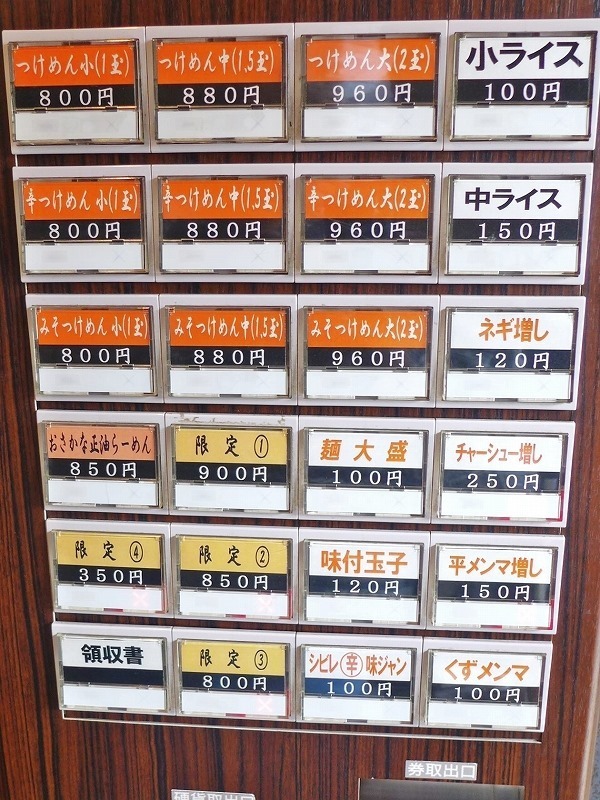 つけめん小(1玉)
800円
つけめん中(1.5玉)
880円
つけめん大(2玉)
960円
小ライス
100円
辛つけめん小(1玉)
800円
辛つけめん中(1.5玉)
880円
辛つけめん大(2玉)
960円
中ライス
150円
みそつけめん小(1玉)
800円
みそつけめん中(1.5玉)
880円
みそつけめん大(2玉)
960円
ネギ増し
120円
おさかな正油らーめん
850円
限定①
900円
麺大盛
100円
チャーシュー増し
250円
限定④
350円
限定②
850円
味付玉子
120円
平メンマ増し
150円
領収書
限定③
800円
シビレ辛味ジャン
100円
くずメンマ
100円
券取出口
硬貨取出口